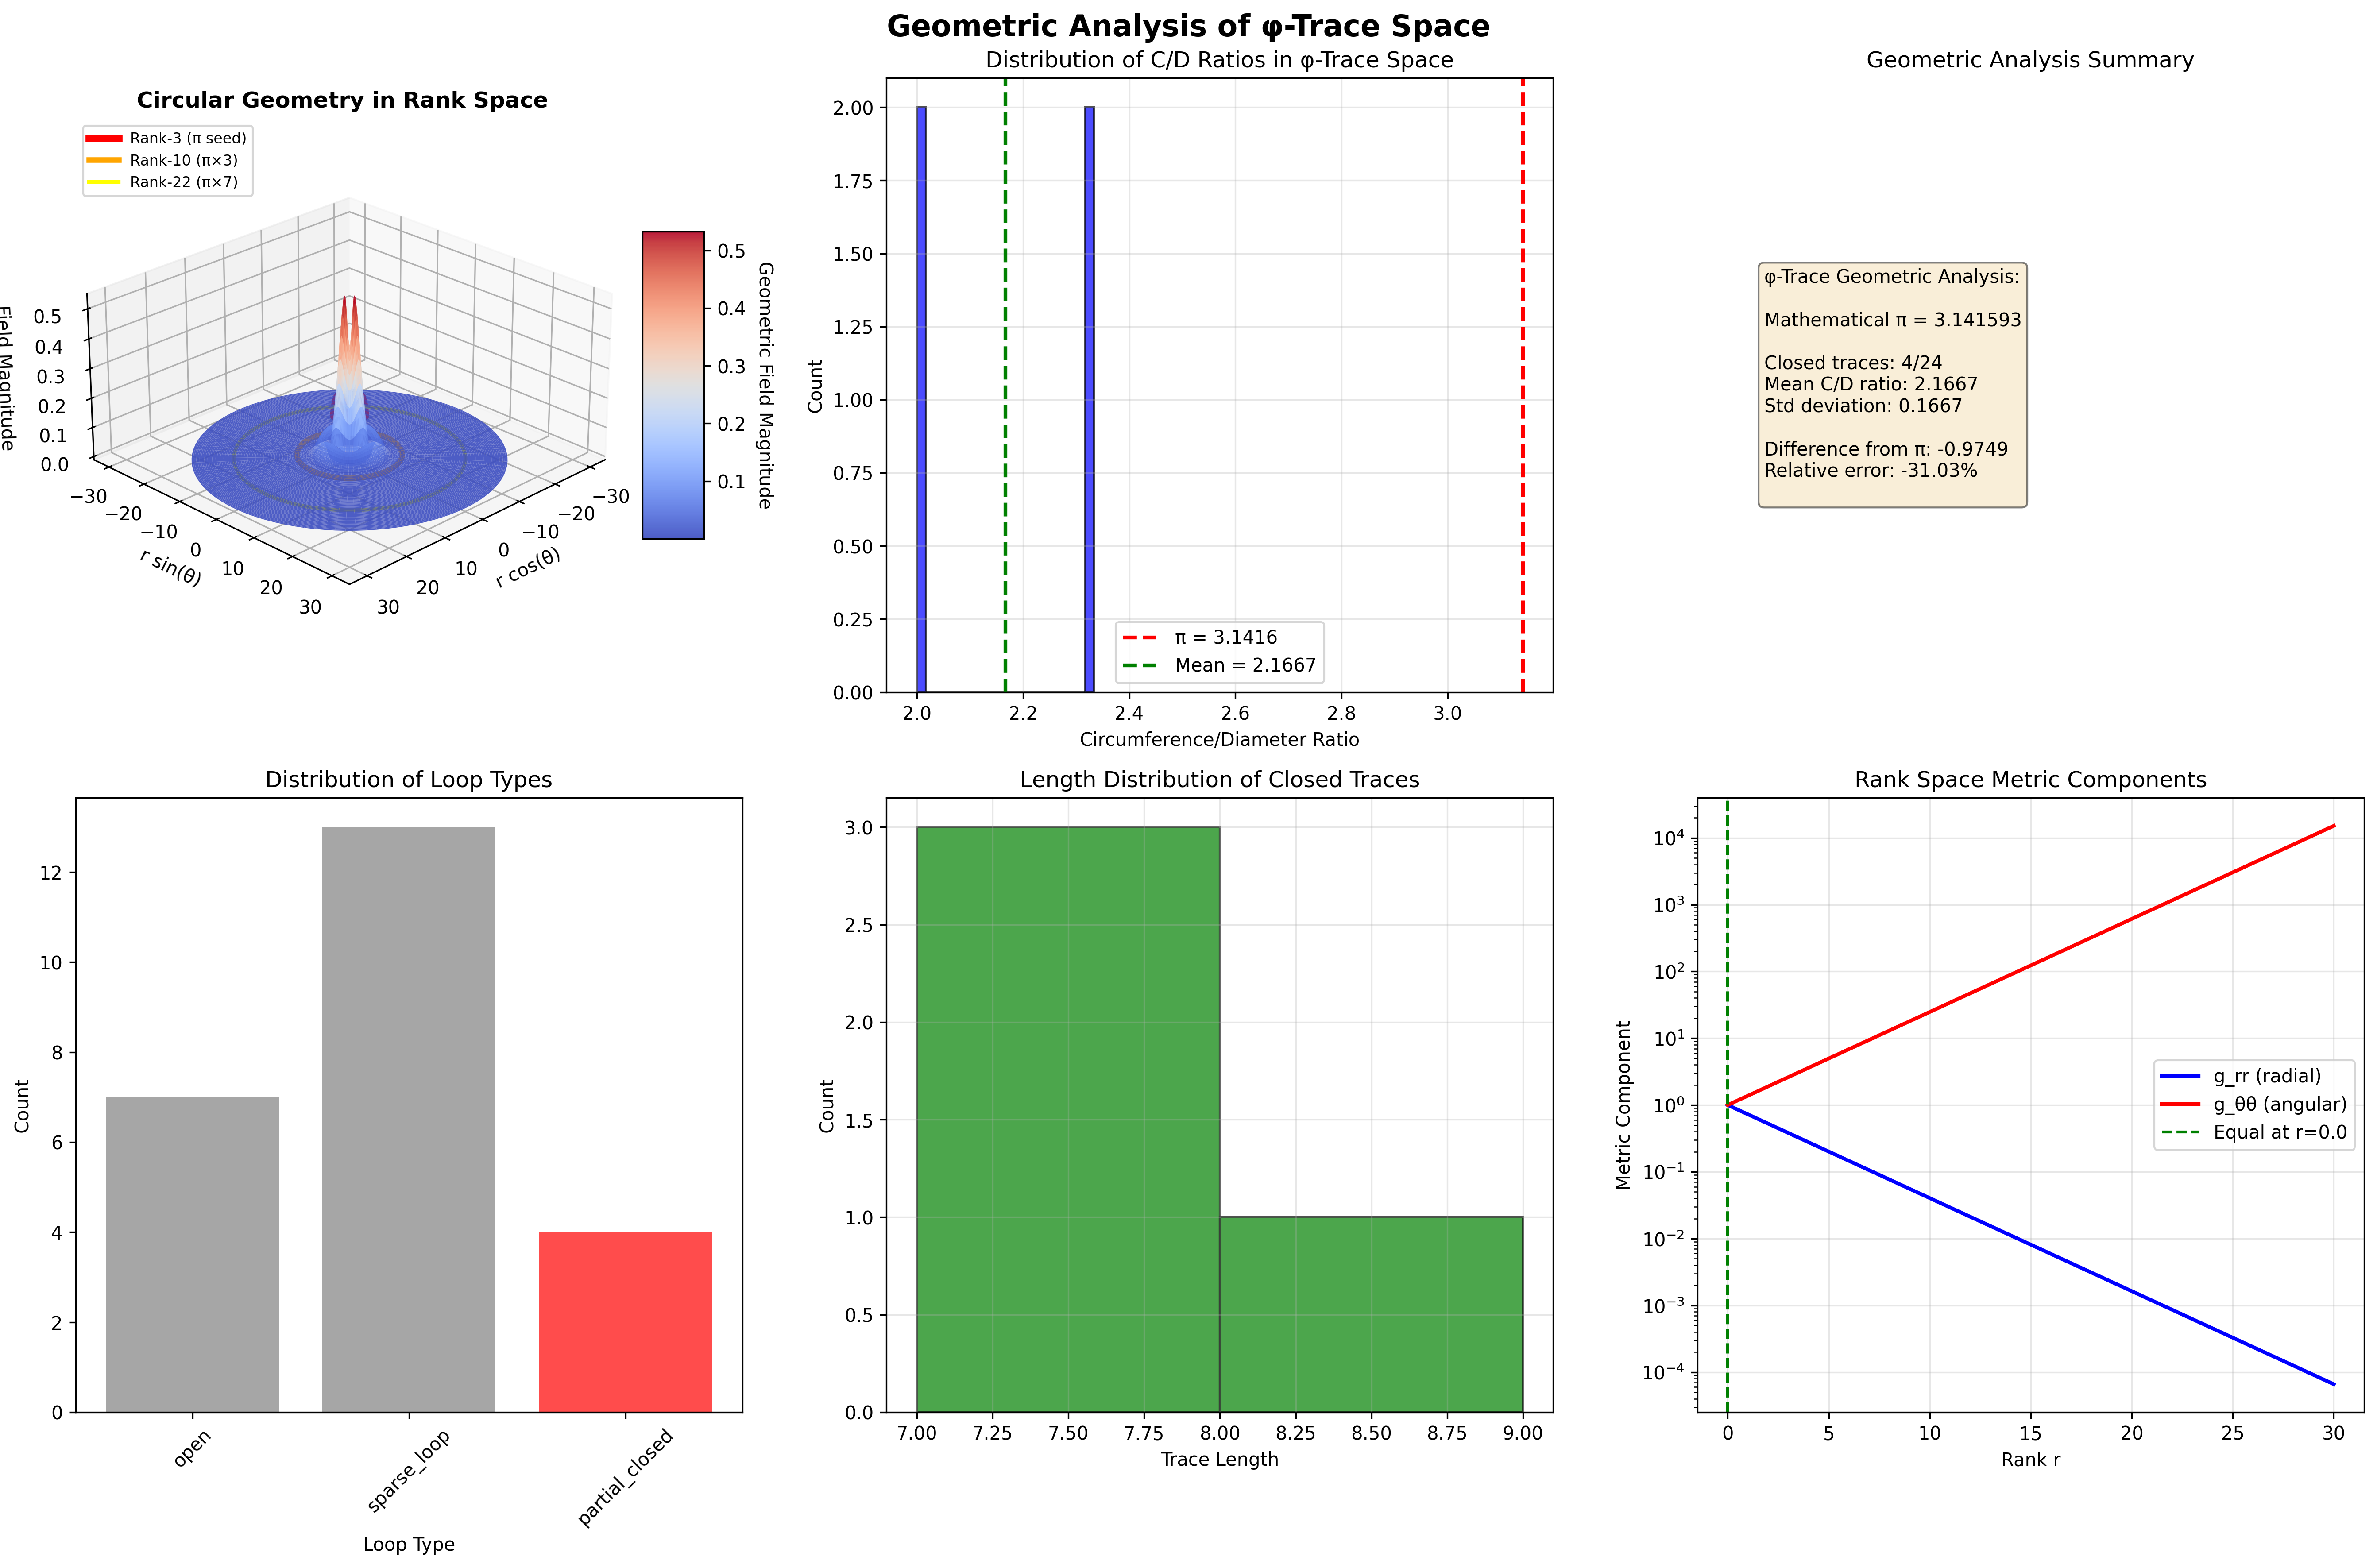 Geometric Analysis of φ-Trace Space
Circular Geometry in Rank Space
Rank-3 (π seed)
Rank-10 (π×3)
Rank-22 (π×7)
0.5
0.4
0.3
0.2
0.1
0.0
Field Magnitude
−30
−20
−10
0
10
20
30
r sin(θ)
30
20
10
0
−10
−20
−30
r cos(θ)
0.5
0.4
0.3
0.2
0.1
Geometric Field Magnitude
Distribution of C/D Ratios in φ-Trace Space
2.00
1.75
1.50
1.25
1.00
0.75
0.50
0.25
0.00
Count
π = 3.1416
Mean = 2.1667
2.0 2.2 2.4 2.6 2.8 3.0
Circumference/Diameter Ratio
Geometric Analysis Summary
φ-Trace Geometric Analysis:
Mathematical π = 3.141593
Closed traces: 4/24
Mean C/D ratio: 2.1667
Std deviation: 0.1667
Difference from π: -0.9749
Relative error: -31.03%
Distribution of Loop Types
12
10
8
6
4
2
0
Count
open
sparse_loop
partial_closed
Loop Type
Length Distribution of Closed Traces
3.0
2.5
2.0
1.5
1.0
0.5
0.0
Count
7.00 7.25 7.50 7.75 8.00 8.25 8.50 8.75 9.00
Trace Length
Rank Space Metric Components
10⁴
10³
10²
10¹
10⁰
10⁻¹
10⁻²
10⁻³
10⁻⁴
Metric Component
g_rr (radial)
g_θθ (angular)
Equal at r=0.0
0 5 10 15 20 25 30
Rank r